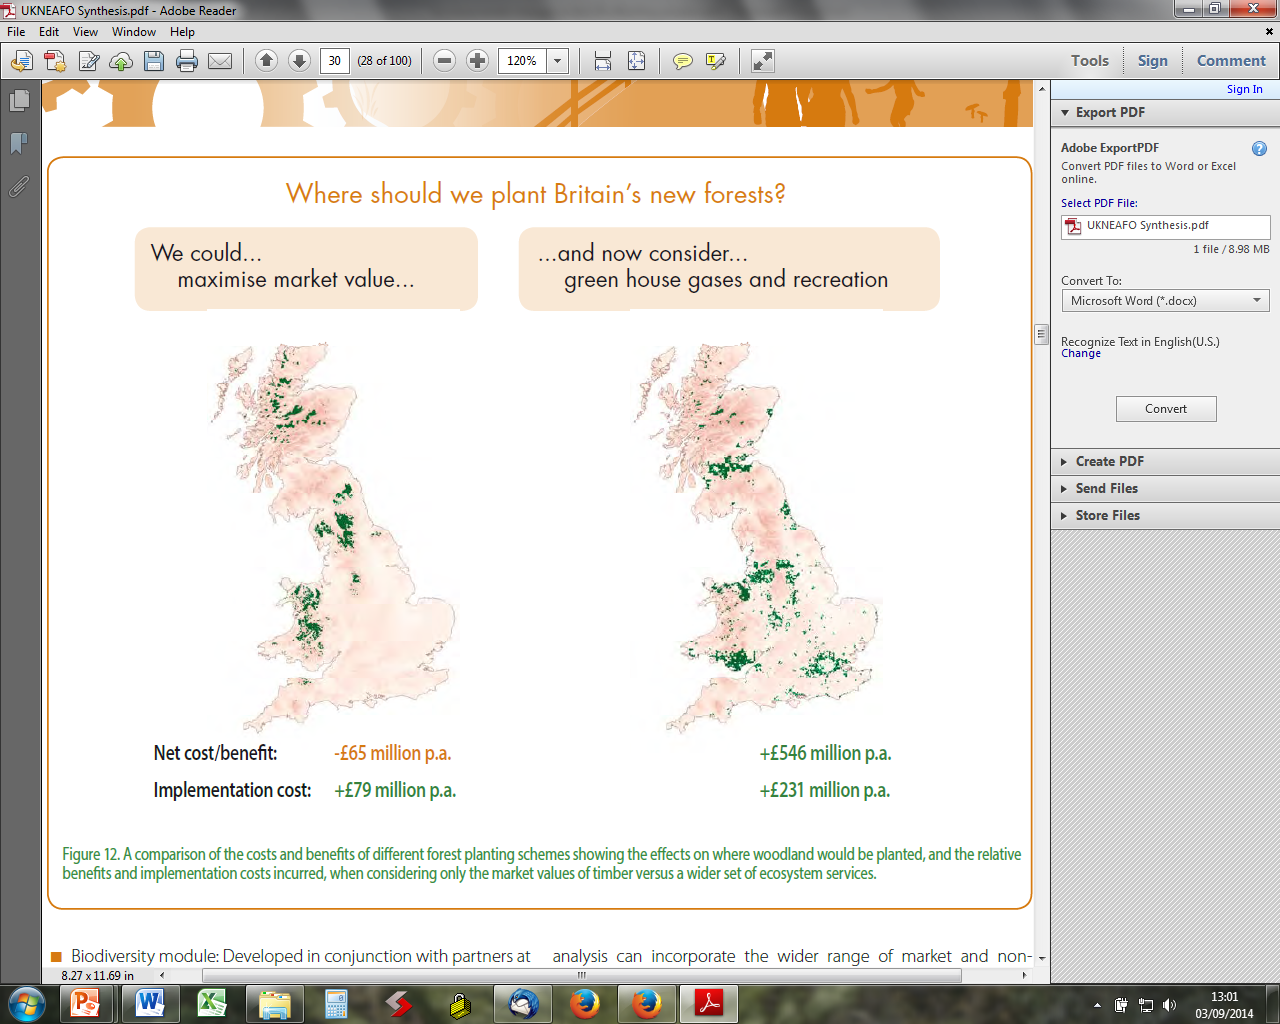 UKNEAFO Synthesis.pdf - Adobe Reader
File Edit View Window Help
30 (28 of 100) 120% Tools Sign Comment
Sign In
Export PDF
Adobe ExportPDF
Convert PDF files to Word or Excel
online.
Select PDF File:
UKNEAFO Synthesis.pdf
1 file / 8.98 MB
Convert To:
Microsoft Word (*.docx)
Recognize Text in English(U.S.)
Change
Convert
Create PDF
Send Files
Store Files
Where should we plant Britain's new forests?
We could...
maximise market value...
...and now consider...
green house gases and recreation
Net cost/benefit: -£65 million p.a. +£546 million p.a.
Implementation cost: +£79 million p.a. +£231 million p.a.
Figure 12. A comparison of the costs and benefits of different forest planting schemes showing the effects on where woodland would be planted, and the relative
benefits and implementation costs incurred, when considering only the market values of timber versus a wider set of ecosystem services.
Biodiversity module: Developed in conjunction with partners at
analysis can incorporate the wider range of market and non-
8.27 x 11.69 in
13:01
03/09/2014